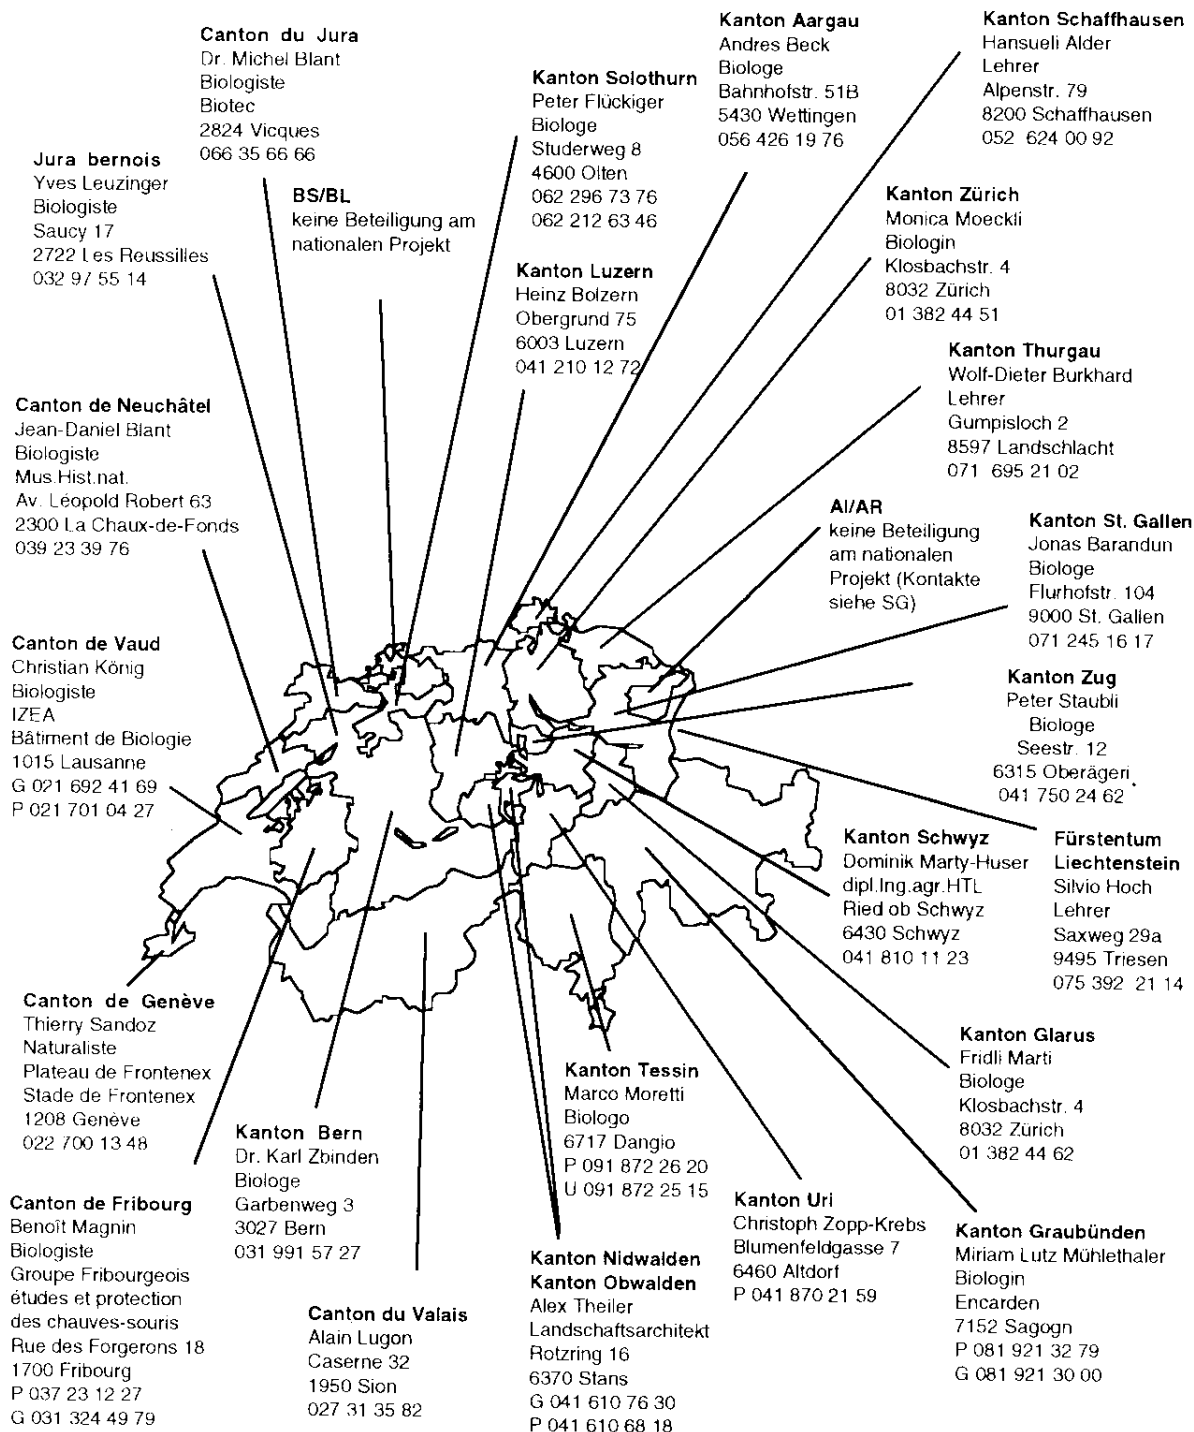 Canton du Jura
Dr. Michel Blant
Biologiste
Biotec
2824 Vicques
066 35 66 66
Kanton Solothurn
Peter Flückiger
Biologe
Studerweg 8
4600 Olten
062 296 73 76
062 212 63 46
Kanton Aargau
Andres Beck
Biologe
Bahnhofstr. 51B
5430 Wettingen
056 426 19 76
Kanton Schaffhausen
Hansueli Alder
Lehrer
Alpenstr. 79
8200 Schaffhausen
052 624 00 92
Jura bernois
Yves Leuzinger
Biologiste
Saucy 17
2722 Les Reussilles
032 97 55 14
BS/BL
keine Beteiligung am
nationalen Projekt
Kanton Luzern
Heinz Bolzern
Obergrund 75
6003 Luzern
041 210 12 72
Kanton Zürich
Monica Moeckli
Biologin
Klosbachstr. 4
8032 Zürich
01 382 44 51
Kanton Thurgau
Wolf-Dieter Burkhard
Lehrer
Gumpisloch 2
8597 Landschlacht
071 695 21 02
Canton de Neuchâtel
Jean-Daniel Blant
Biologiste
Mus.Hist.nat.
Av. Léopold Robert 63
2300 La Chaux-de-Fonds
039 23 39 76
AI/AR
keine Beteiligung
am nationalen
Projekt (Kontakte
siehe SG)
Kanton St. Gallen
Jonas Barandun
Biologe
Flurhofstr. 104
9000 St. Gallen
071 245 16 17
Canton de Vaud
Christian König
Biologiste
IZEA
Bâtiment de Biologie
1015 Lausanne
G 021 692 41 69
P 021 701 04 27
Kanton Zug
Peter Staubli
Biologe
Seestr. 12
6315 Oberägeri
041 750 24 62
Kanton Schwyz
Dominik Marty-Huser
dipl.Ing.agr.HTL
Ried ob Schwyz
6430 Schwyz
041 810 11 23
Fürstentum
Liechtenstein
Silvio Hoch
Lehrer
Saxweg 29a
9495 Triesen
075 392 21 14
Canton de Genève
Thierry Sandoz
Naturaliste
Plateau de Frontenex
Stade de Frontenex
1208 Genève
022 700 13 48
Kanton Glarus
Fridli Marti
Biologe
Klosbachstr. 4
8032 Zürich
01 382 44 62
Kanton Tessin
Marco Moretti
Biologo
6717 Dangio
P 091 872 26 20
U 091 872 25 15
Kanton Bern
Dr. Karl Zbinden
Biologe
Garbenweg 3
3027 Bern
031 991 57 27
Canton de Fribourg
Benoît Magnin
Biologiste
Groupe Fribourgeois
études et protection
des chauves-souris
Rue des Forgerons 18
1700 Fribourg
P 037 23 12 27
G 031 324 49 79
Kanton Uri
Christoph Zopp-Krebs
Blumenfeldgasse 7
6460 Altdorf
P 041 870 21 59
Kanton Graubünden
Miriam Lutz Mühlethaler
Biologin
Encarden
7152 Sagogn
P 081 921 32 79
G 081 921 30 00
Canton du Valais
Alain Lugon
Caserne 32
1950 Sion
027 31 35 82
Kanton Nidwalden
Kanton Obwalden
Alex Theiler
Landschaftsarchitekt
Rotzring 16
6370 Stans
G 041 610 76 30
P 041 610 68 18